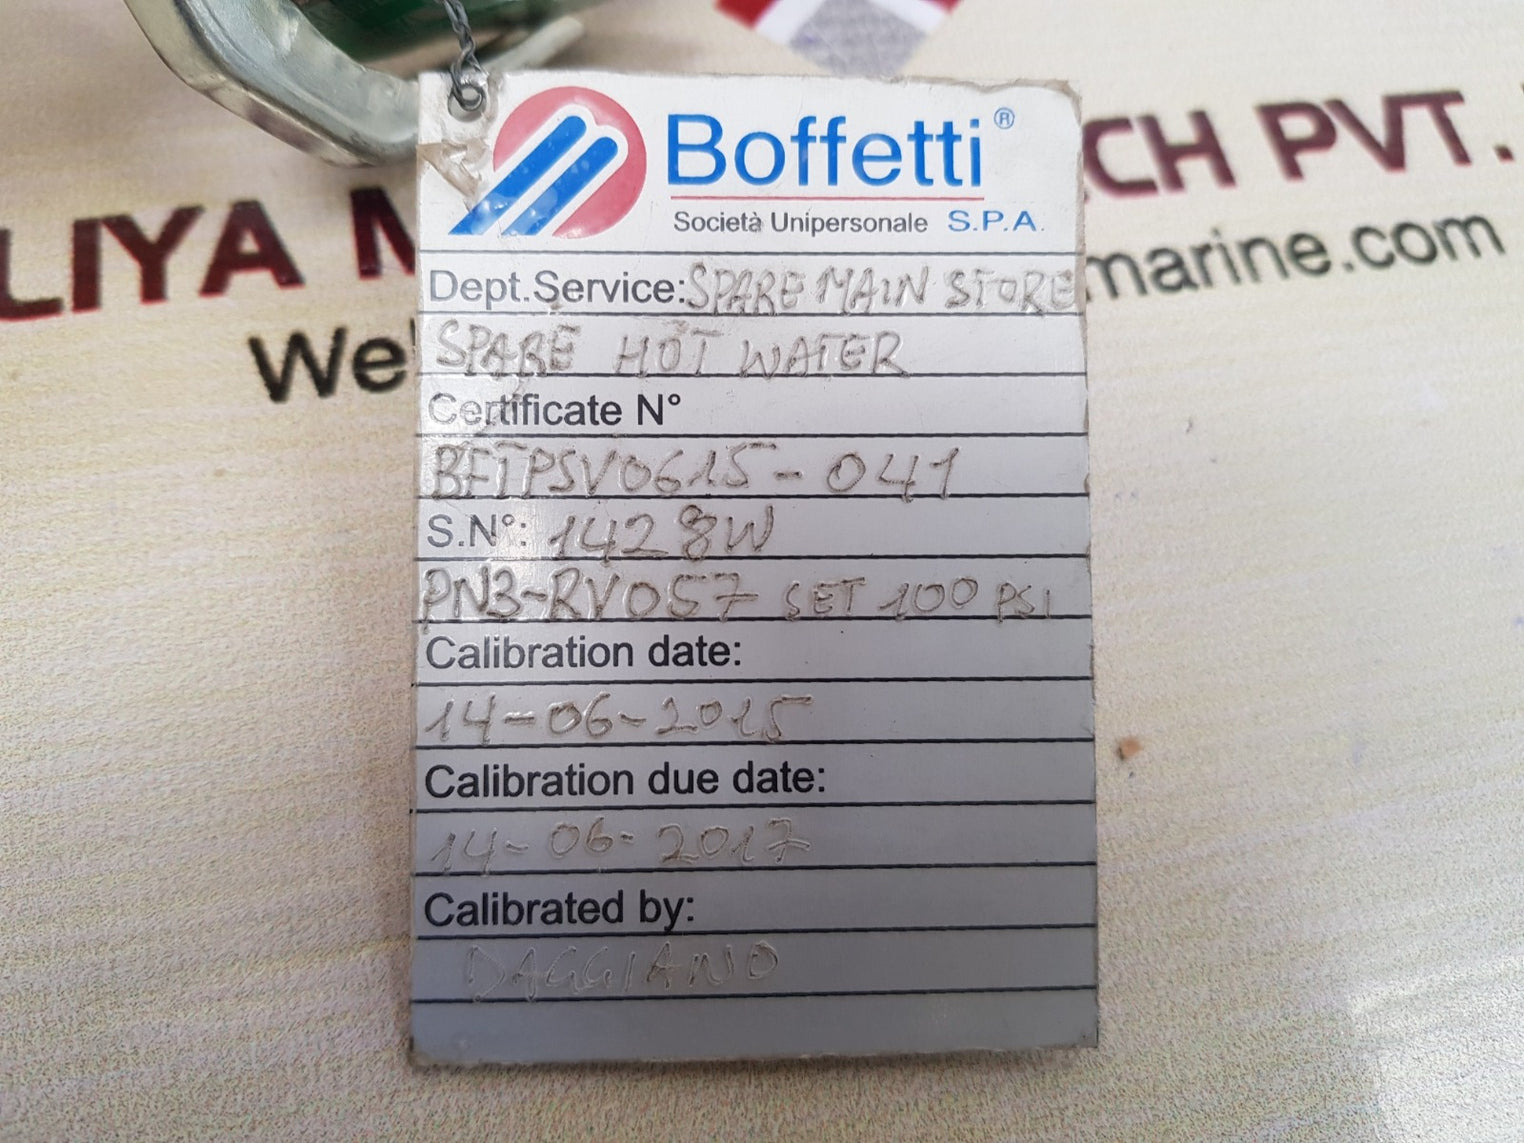 Boffetti®
Società Unipersonale S.P.A.
Dept.Service: SPARE MAIN STORE
SPARE HOT WATER
Certificate N°
BFTPSV0615-041
S.N°: 1428W
PN3-RV057 SET 100 PSI
Calibration date:
14-06-2015
Calibration due date:
14-06-2017
Calibrated by:
DAGGIANO
LIYA M
CH PVT.
We
marine.com